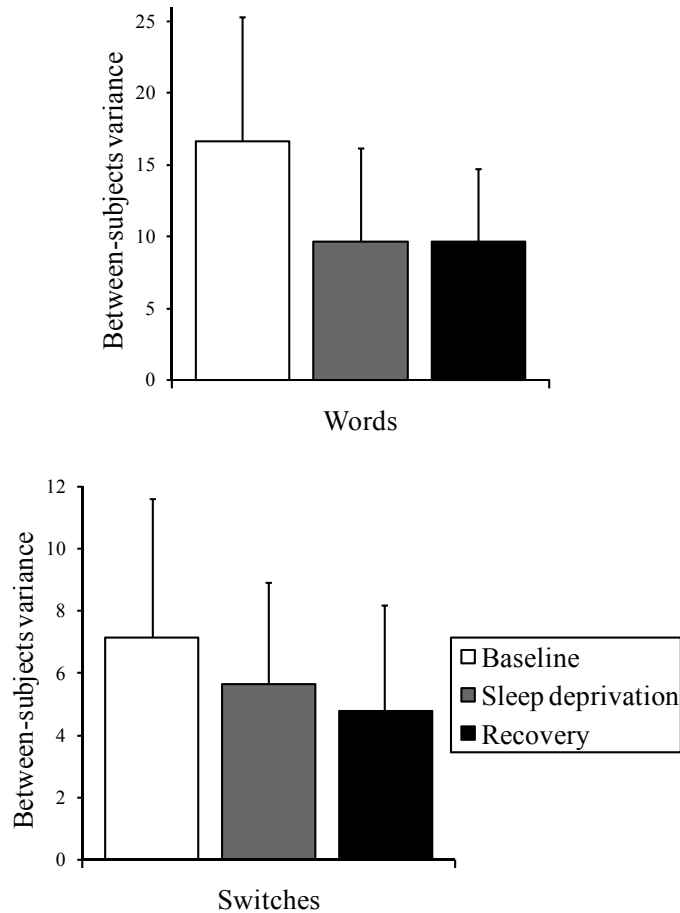 Between-subjects variance
25
20
15
10
5
0
Words
Between-subjects variance
12
10
8
6
4
2
0
Switches
Baseline
Sleep deprivation
Recovery